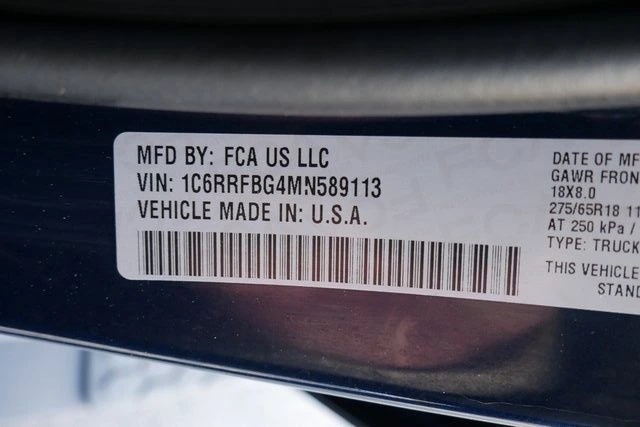 MFD BY: FCA US LLC
VIN: 1C6RRFBG4MN589113
VEHICLE MADE IN: U.S.A.
DATE OF MF
GAWR FRON
18X8.0
275/65R18 11
AT 250 kPa /
TYPE: TRUCK
THIS VEHICLE
STAN